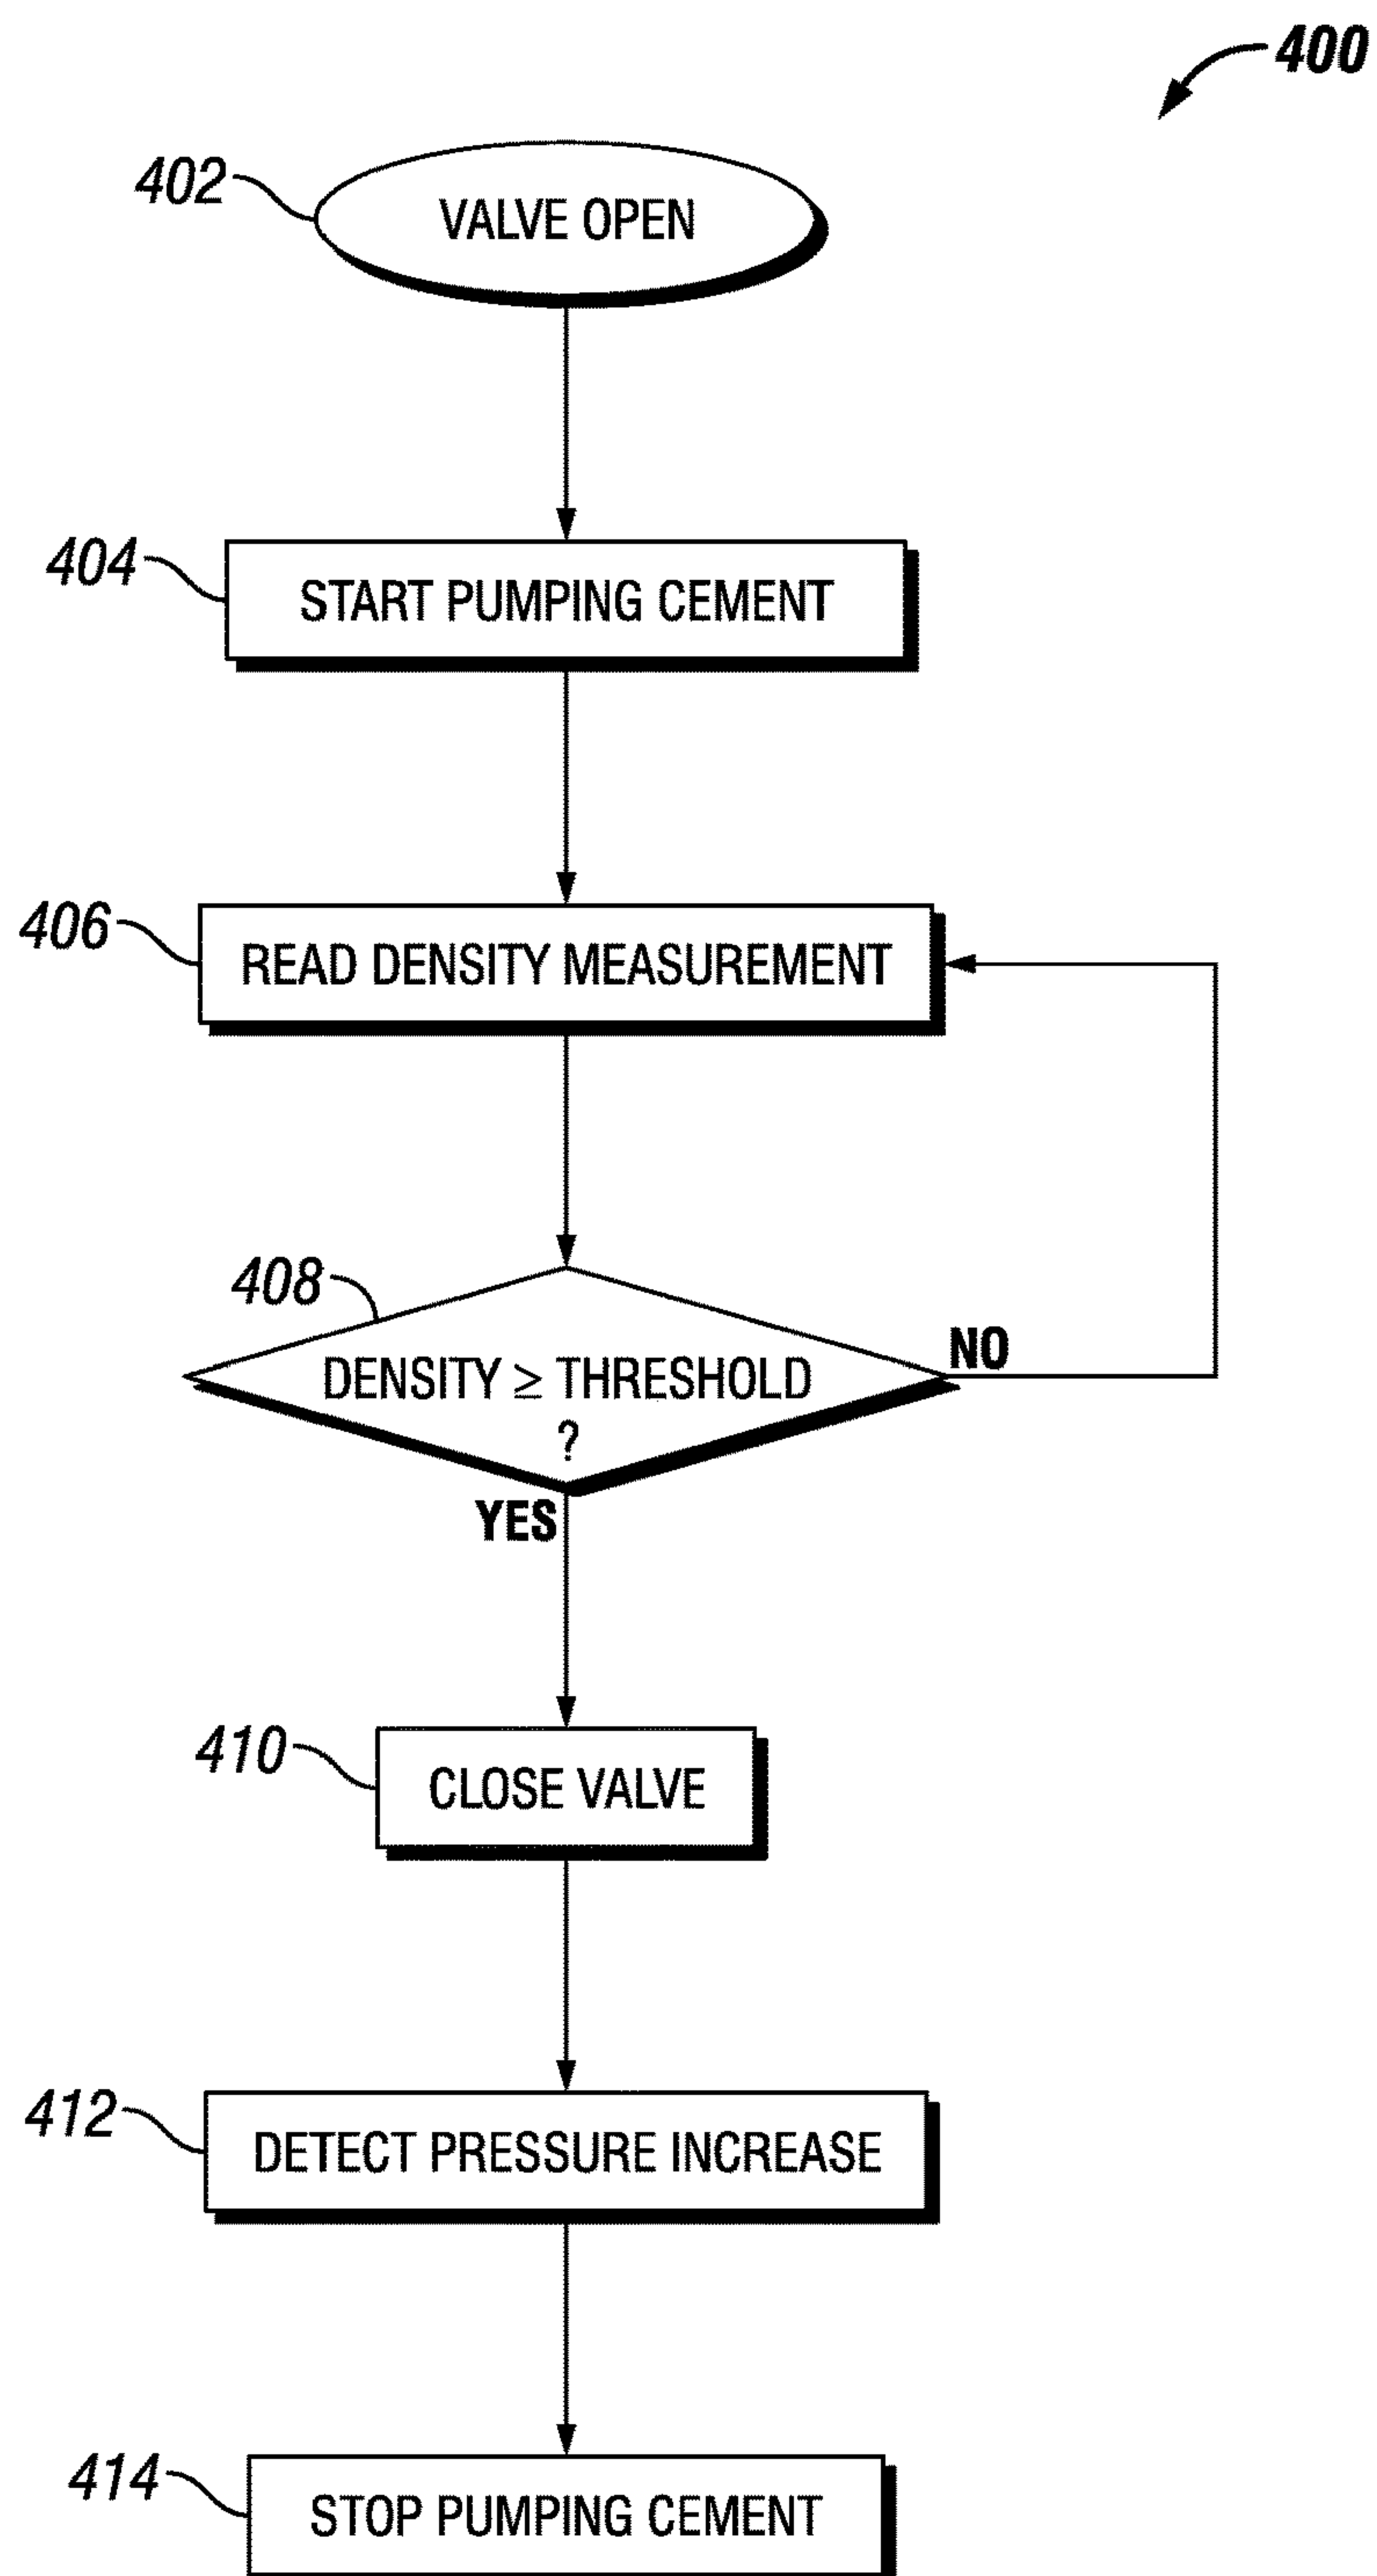 400
402
VALVE OPEN
404
START PUMPING CEMENT
406
READ DENSITY MEASUREMENT
408
DENSITY ≥ THRESHOLD
?
NO
YES
410
CLOSE VALVE
412
DETECT PRESSURE INCREASE
414
STOP PUMPING CEMENT